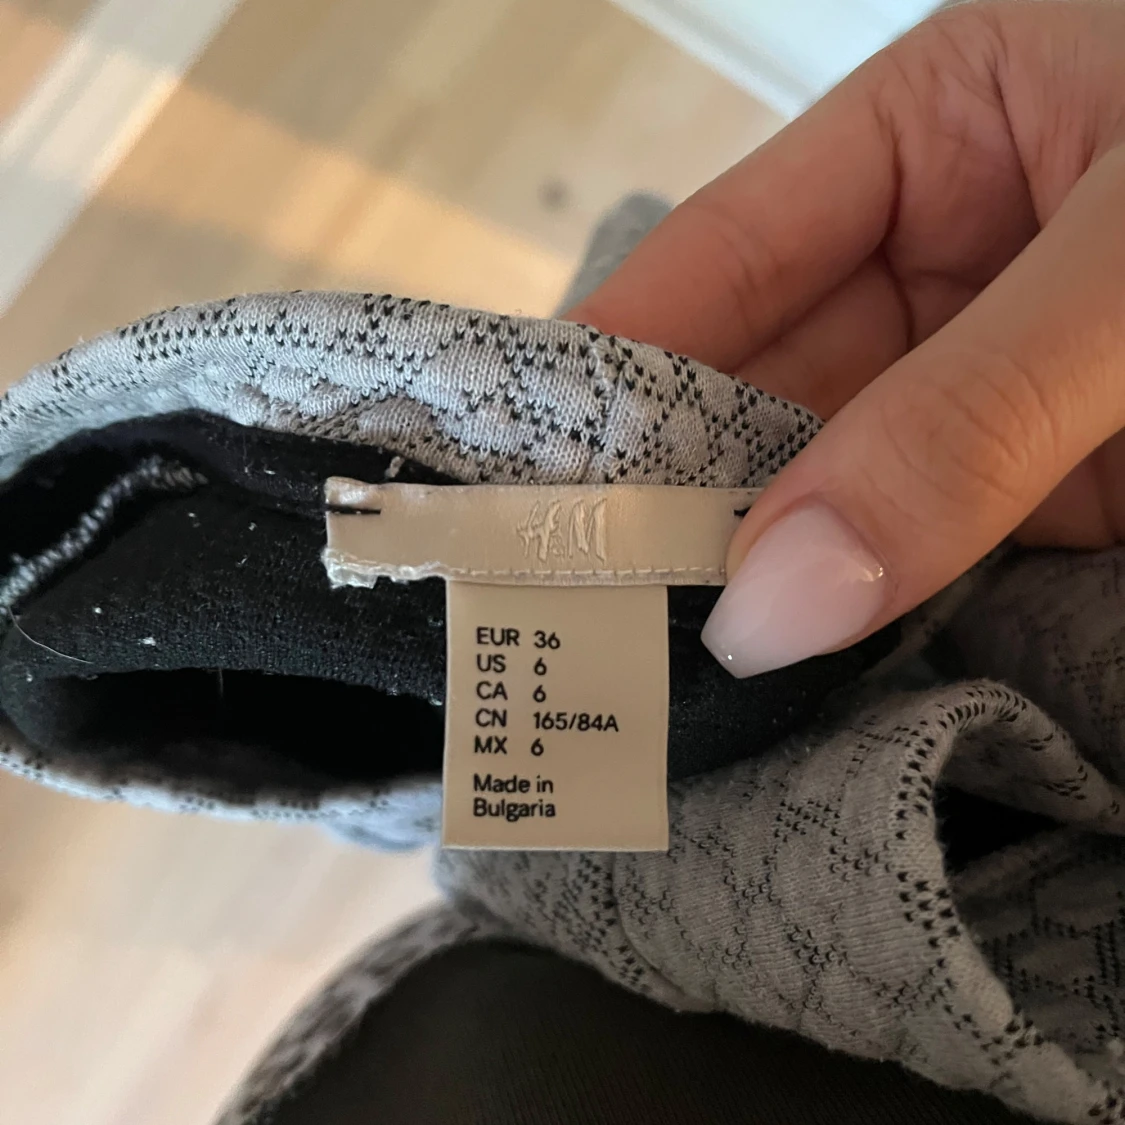 H&M
EUR 36
US 6
CA 6
CN 165/84A
MX 6
Made in
Bulgaria